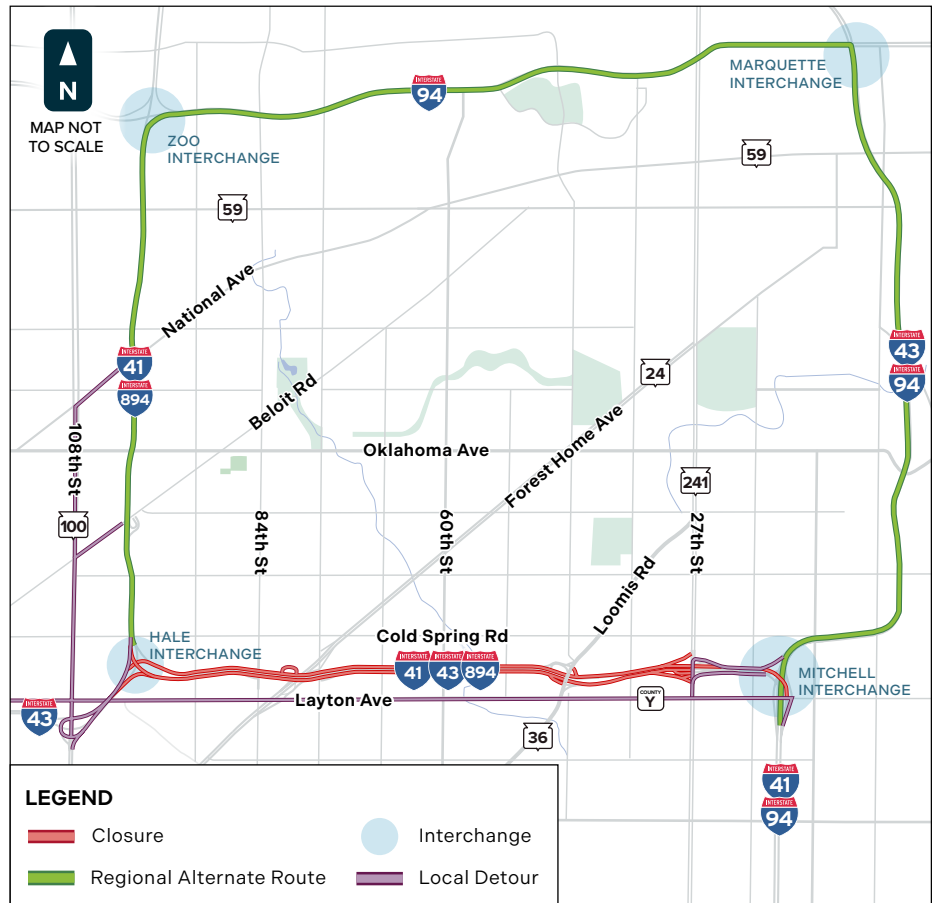 N
MAP NOT
TO SCALE
ZOO
INTERCHANGE
INTERSTATE
94
MARQUETTE
INTERCHANGE
59
59
National Ave
INTERSTATE
41
INTERSTATE
894
INTERSTATE
43
INTERSTATE
94
24
Beloit Rd
108th St
Oklahoma Ave
Forest Home Ave
241
100
84th St
60th St
27th St
Loomis Rd
HALE
INTERCHANGE
Cold Spring Rd
INTERSTATE
41
INTERSTATE
43
INTERSTATE
894
MITCHELL
INTERCHANGE
INTERSTATE
43
Layton Ave
COUNTY
Y
36
INTERSTATE
41
INTERSTATE
94
LEGEND
Closure
Interchange
Regional Alternate Route
Local Detour